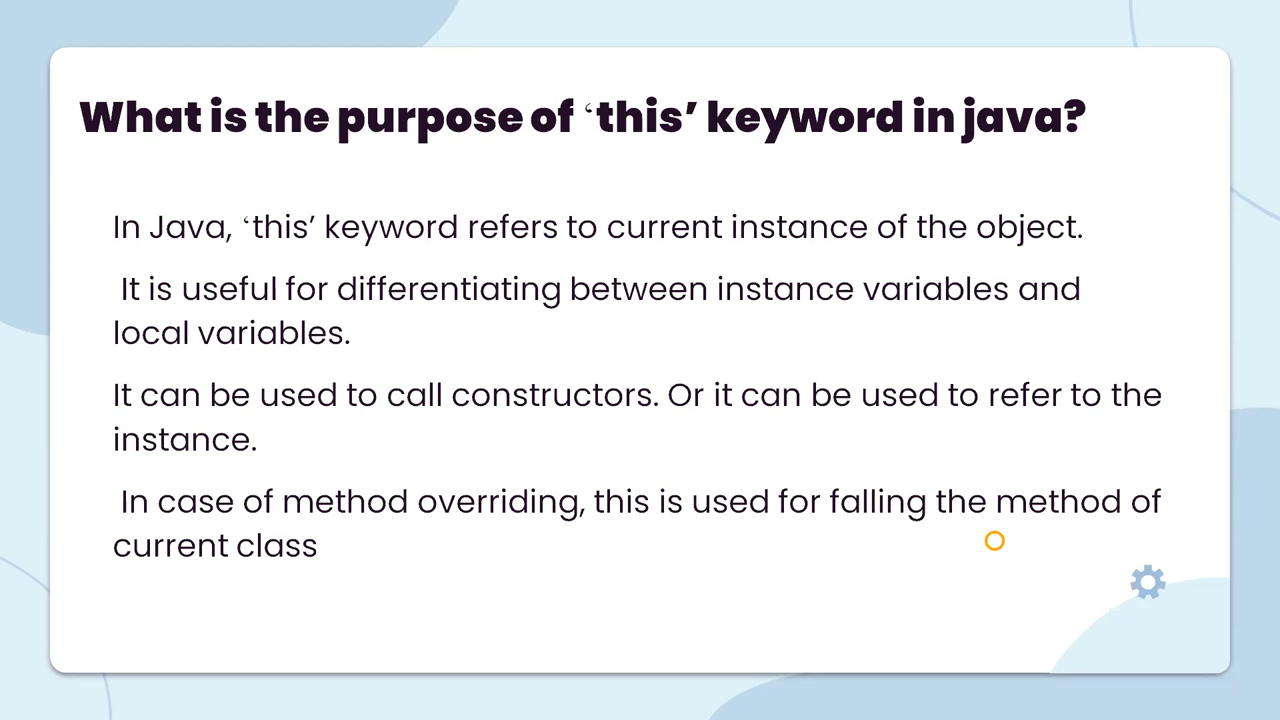 What is the purpose of ‘this’ keyword in java?
In Java, ‘this’ keyword refers to current instance of the object.
It is useful for differentiating between instance variables and
local variables.
It can be used to call constructors. Or it can be used to refer to the
instance.
In case of method overriding, this is used for falling the method of
current class